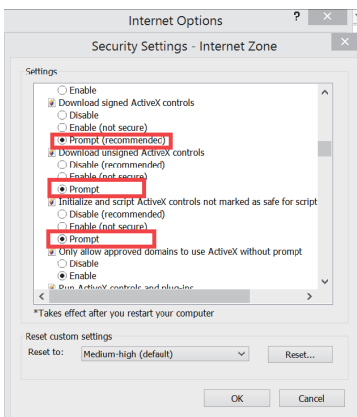 Internet Options
?
Security Settings - Internet Zone
Settings
Enable
Download signed ActiveX controls
Disable
Enable (not secure)
Prompt (recommended)
Download unsigned ActiveX controls
Disable (recommended)
Enable (not secure)
Prompt
Initialize and script ActiveX controls not marked as safe for script
Disable (recommended)
Enable (not secure)
Prompt
Only allow approved domains to use ActiveX without prompt
Disable
Enable
Run ActiveX controls and plug-ins
*Takes effect after you restart your computer
Reset custom settings
Reset to: Medium-high (default) Reset...
OK Cancel